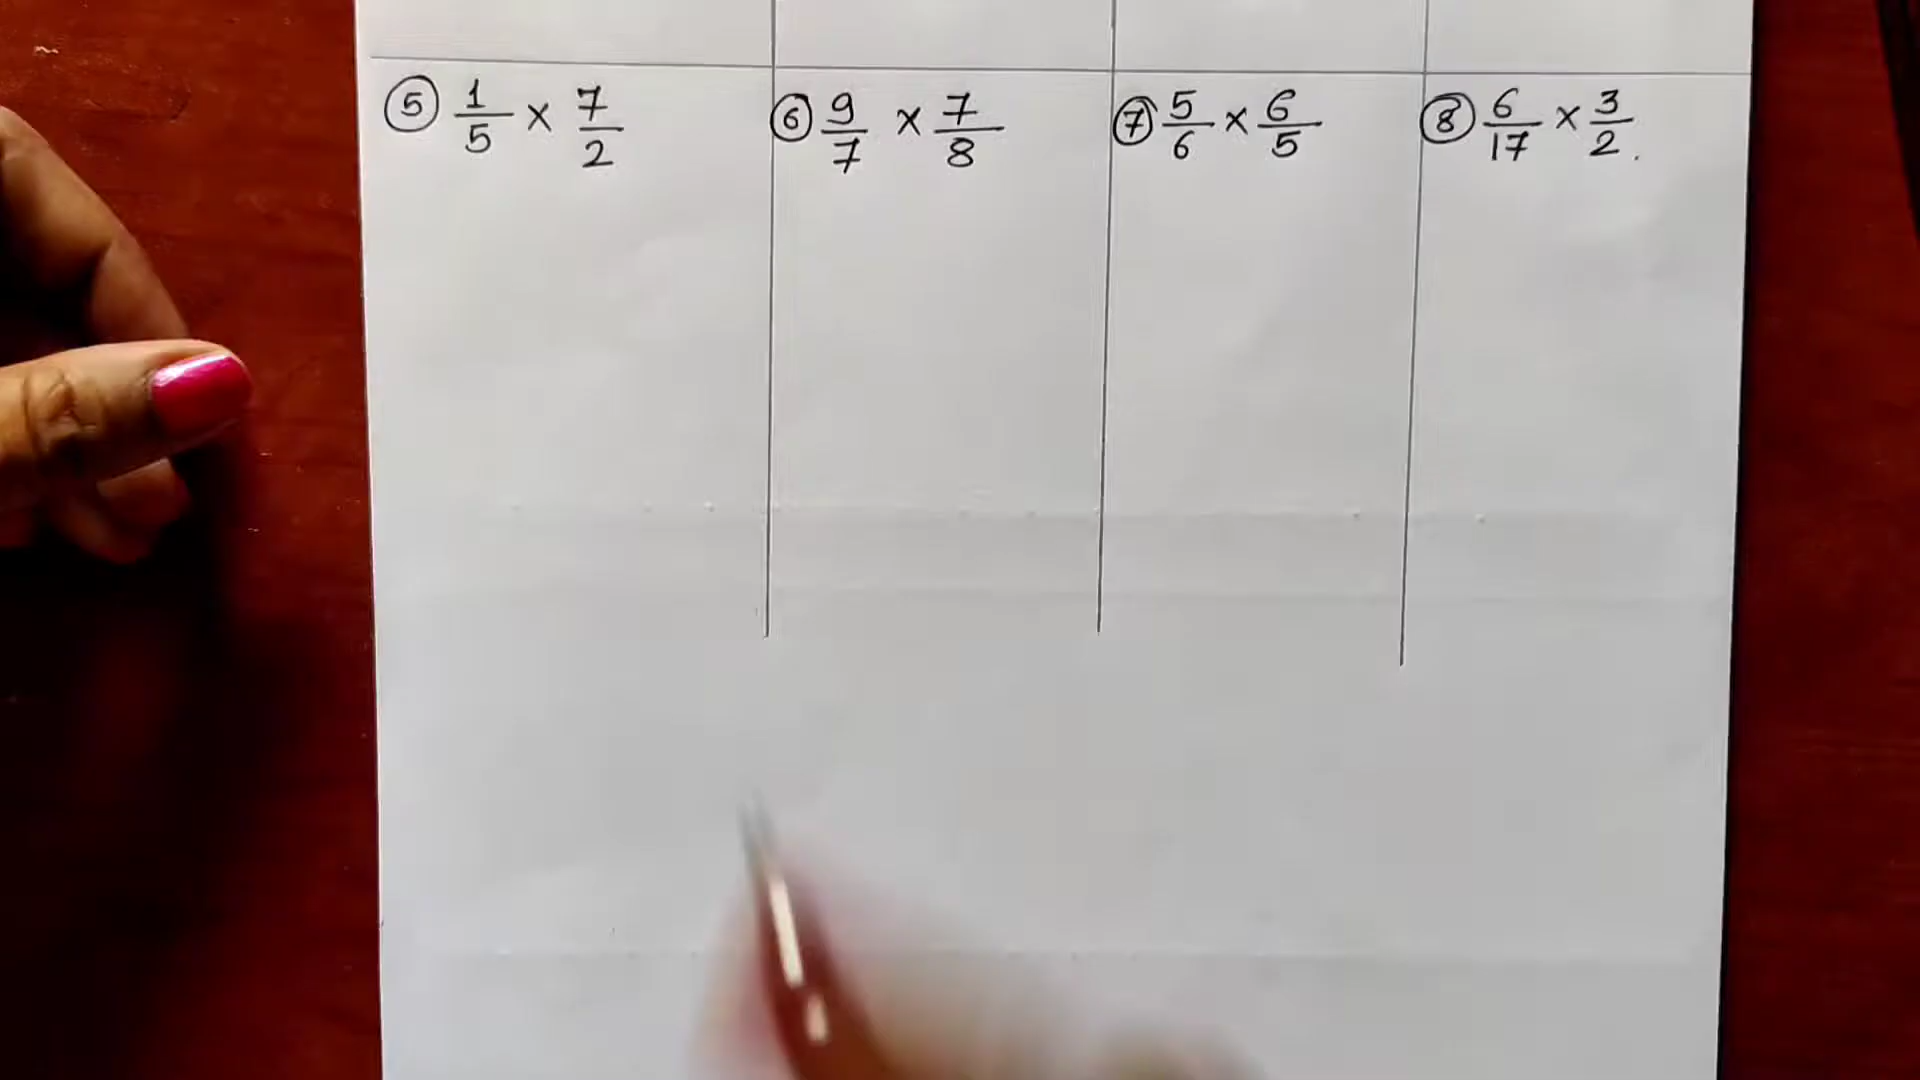 ⑤ 1/5 × 7/2
⑥ 9/7 × 7/8
⑦ 5/6 × 6/5
⑧ 6/17 × 3/2.